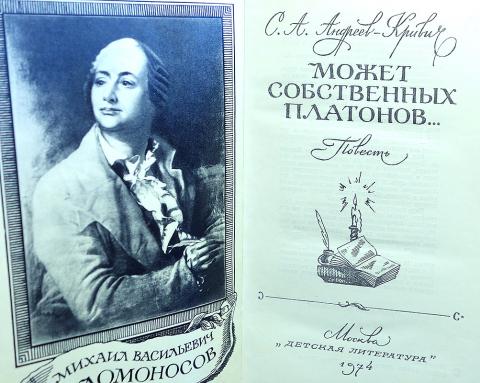 МИХАИЛ ВАСИЛЬЕВИЧ
ЛОМОНОСОВ
С. А. Андреев-Кривич
МОЖЕТ
СОБСТВЕННЫХ
ПЛАТОНОВ...
Повесть
Москва
„ДЕТСКАЯ ЛИТЕРАТУРА"
1974